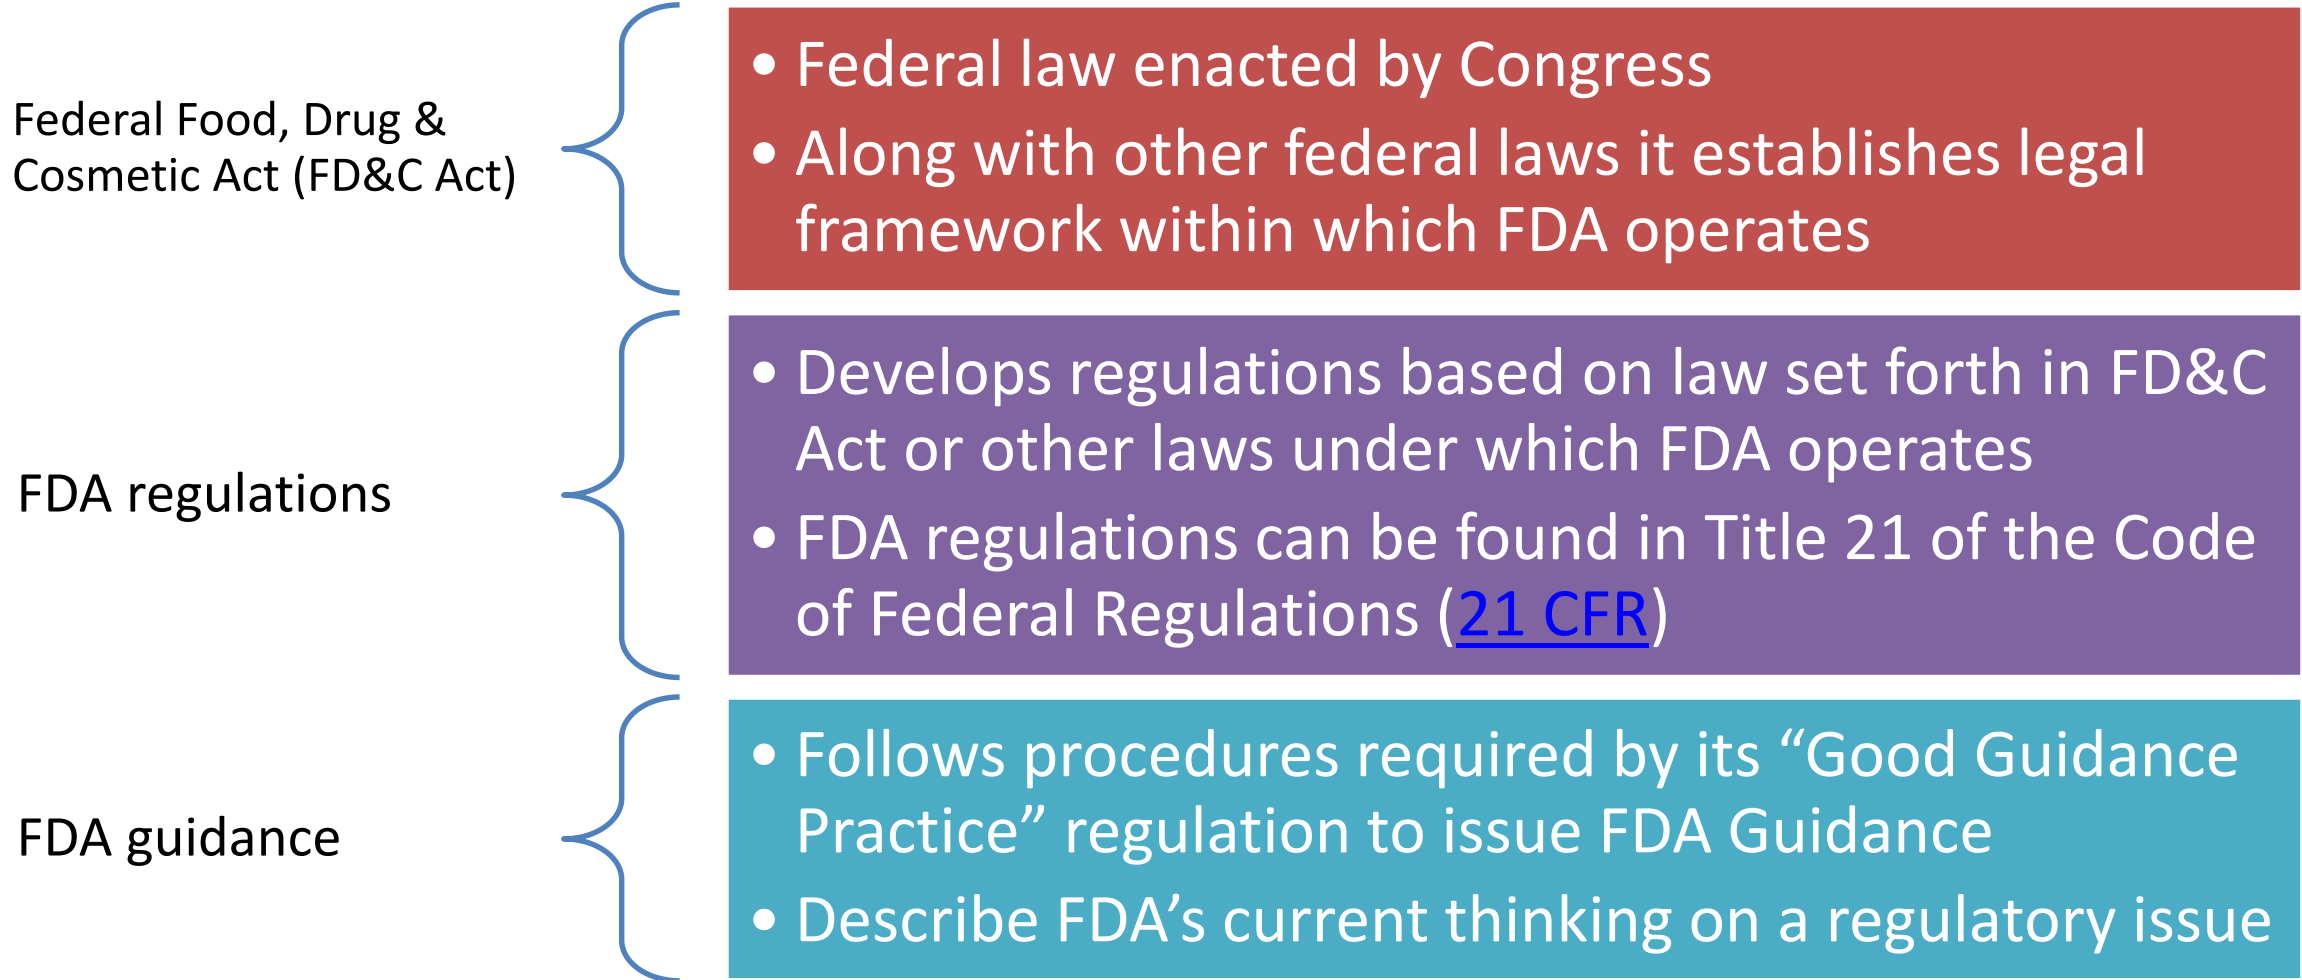 Federal Food, Drug &
Cosmetic Act (FD&C Act)
• Federal law enacted by Congress
• Along with other federal laws it establishes legal
framework within which FDA operates
FDA regulations
• Develops regulations based on law set forth in FD&C
Act or other laws under which FDA operates
• FDA regulations can be found in Title 21 of the Code
of Federal Regulations (21 CFR)
FDA guidance
• Follows procedures required by its “Good Guidance
Practice” regulation to issue FDA Guidance
• Describe FDA’s current thinking on a regulatory issue